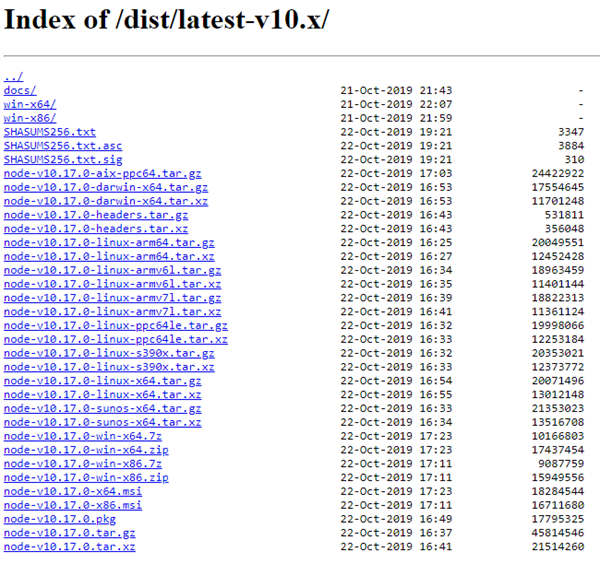 Index of /dist/latest-v10.x/
../
docs/ 21-Oct-2019 21:43 -
win-x64/ 21-Oct-2019 22:07 -
win-x86/ 21-Oct-2019 21:59 -
SHASUMS256.txt 22-Oct-2019 19:21 3347
SHASUMS256.txt.asc 22-Oct-2019 19:21 3884
SHASUMS256.txt.sig 22-Oct-2019 19:21 310
node-v10.17.0-aix-ppc64.tar.gz 22-Oct-2019 17:03 24422922
node-v10.17.0-darwin-x64.tar.gz 22-Oct-2019 16:53 17554645
node-v10.17.0-darwin-x64.tar.xz 22-Oct-2019 16:53 11701248
node-v10.17.0-headers.tar.gz 22-Oct-2019 16:43 531811
node-v10.17.0-headers.tar.xz 22-Oct-2019 16:43 356048
node-v10.17.0-linux-arm64.tar.gz 22-Oct-2019 16:25 20049551
node-v10.17.0-linux-arm64.tar.xz 22-Oct-2019 16:27 12452428
node-v10.17.0-linux-armv6l.tar.gz 22-Oct-2019 16:34 18963459
node-v10.17.0-linux-armv6l.tar.xz 22-Oct-2019 16:35 11401144
node-v10.17.0-linux-armv7l.tar.gz 22-Oct-2019 16:39 18822313
node-v10.17.0-linux-armv7l.tar.xz 22-Oct-2019 16:41 11361124
node-v10.17.0-linux-ppc64le.tar.gz 22-Oct-2019 16:32 19998066
node-v10.17.0-linux-ppc64le.tar.xz 22-Oct-2019 16:33 12253184
node-v10.17.0-linux-s390x.tar.gz 22-Oct-2019 16:32 20353021
node-v10.17.0-linux-s390x.tar.xz 22-Oct-2019 16:33 12373772
node-v10.17.0-linux-x64.tar.gz 22-Oct-2019 16:54 20071496
node-v10.17.0-linux-x64.tar.xz 22-Oct-2019 16:55 13012148
node-v10.17.0-sunos-x64.tar.gz 22-Oct-2019 16:33 21353023
node-v10.17.0-sunos-x64.tar.xz 22-Oct-2019 16:34 13516708
node-v10.17.0-win-x64.7z 22-Oct-2019 17:23 10166803
node-v10.17.0-win-x64.zip 22-Oct-2019 17:23 17437454
node-v10.17.0-win-x86.7z 22-Oct-2019 17:11 9087759
node-v10.17.0-win-x86.zip 22-Oct-2019 17:11 15949556
node-v10.17.0-x64.msi 22-Oct-2019 17:23 18284544
node-v10.17.0-x86.msi 22-Oct-2019 17:11 16711680
node-v10.17.0.pkg 22-Oct-2019 16:49 17795325
node-v10.17.0.tar.gz 22-Oct-2019 16:37 45814546
node-v10.17.0.tar.xz 22-Oct-2019 16:41 21514260